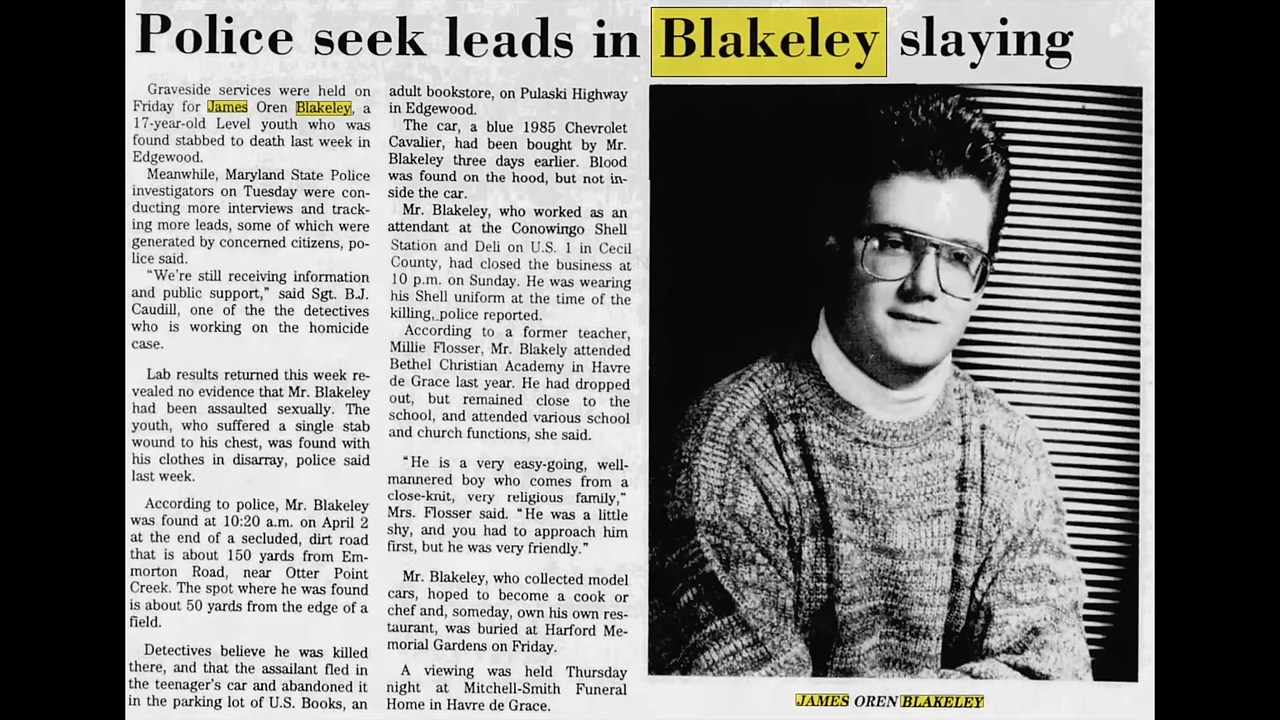 Police seek leads in Blakeley slaying
Graveside services were held on
Friday for James Oren Blakeley, a
17-year-old Level youth who was
found stabbed to death last week in
Edgewood.
Meanwhile, Maryland State Police
investigators on Tuesday were con-
ducting more interviews and track-
ing more leads, some of which were
generated by concerned citizens, po-
lice said.
“We're still receiving information
and public support,” said Sgt. B.J.
Caudill, one of the the detectives
who is working on the homicide
case.
Lab results returned this week re-
vealed no evidence that Mr. Blakeley
had been assaulted sexually. The
youth, who suffered a single stab
wound to his chest, was found with
his clothes in disarray, police said
last week.
According to police, Mr. Blakeley
was found at 10:20 a.m. on April 2
at the end of a secluded, dirt road
that is about 150 yards from Em-
morton Road, near Otter Point
Creek. The spot where he was found
is about 50 yards from the edge of a
field.
Detectives believe he was killed
there, and that the assailant fled in
the teenager's car and abandoned it
in the parking lot of U.S. Books, an
adult bookstore, on Pulaski Highway
in Edgewood.
The car, a blue 1985 Chevrolet
Cavalier, had been bought by Mr.
Blakeley three days earlier. Blood
was found on the hood, but not in-
side the car.
Mr. Blakeley, who worked as an
attendant at the Conowingo Shell
Station and Deli on U.S. 1 in Cecil
County, had closed the business at
10 p.m. on Sunday. He was wearing
his Shell uniform at the time of the
killing, police reported.
According to a former teacher,
Millie Flosser, Mr. Blakely attended
Bethel Christian Academy in Havre
de Grace last year. He had dropped
out, but remained close to the
school, and attended various school
and church functions, she said.
“He is a very easy-going, well-
mannered boy who comes from a
close-knit, very religious family,”
Mrs. Flosser said. “He was a little
shy, and you had to approach him
first, but he was very friendly.”
Mr. Blakeley, who collected model
cars, hoped to become a cook or
chef and, someday, own his own res-
taurant, was buried at Harford Me-
morial Gardens on Friday.
A viewing was held Thursday
night at Mitchell-Smith Funeral
Home in Havre de Grace.
JAMES OREN BLAKELEY